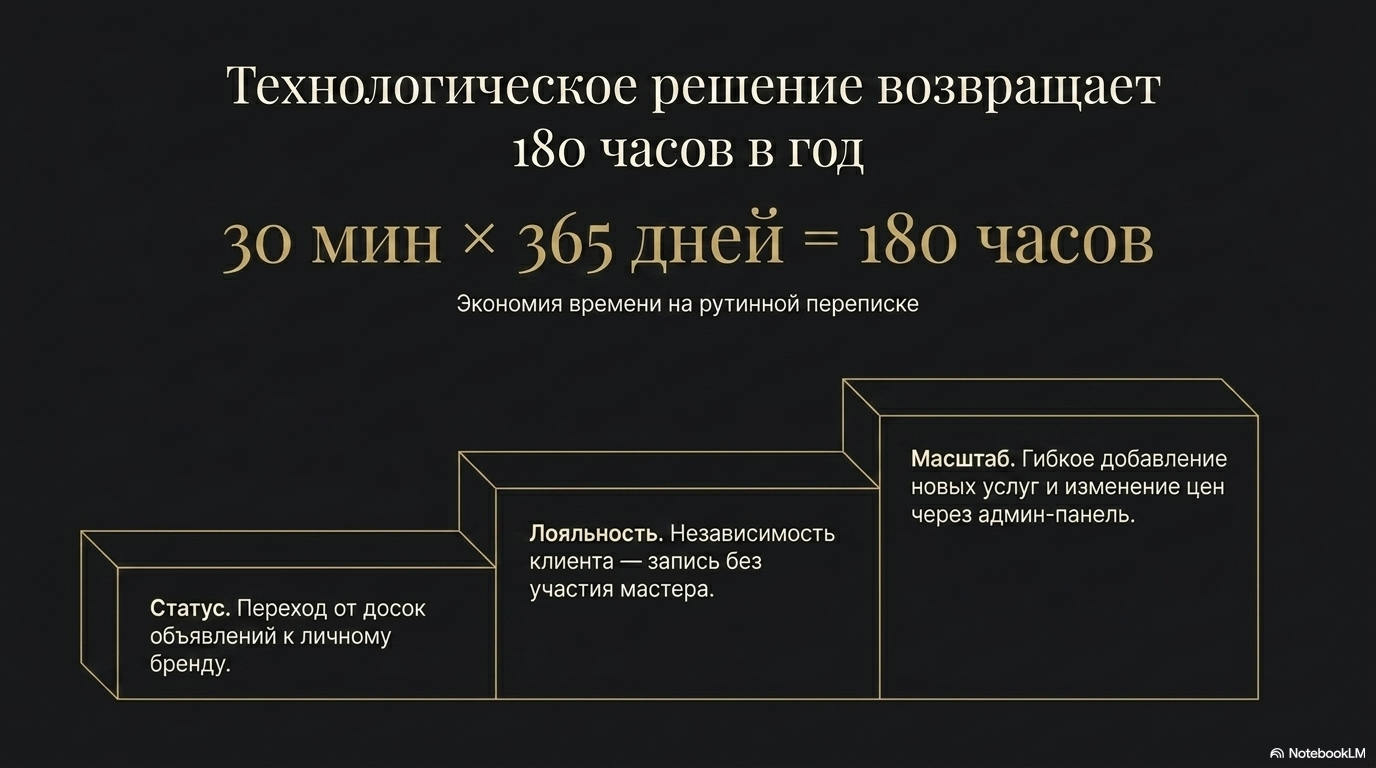 Технологическое решение возвращает
180 часов в год
30 мин × 365 дней = 180 часов
Экономия времени на рутинной переписке
Статус. Переход от досок
объявлений к личному
бренду.
Лояльность. Независимость
клиента — запись без
участия мастера.
Масштаб. Гибкое добавление
новых услуг и изменение цен
через админ-панель.
NotebookLM